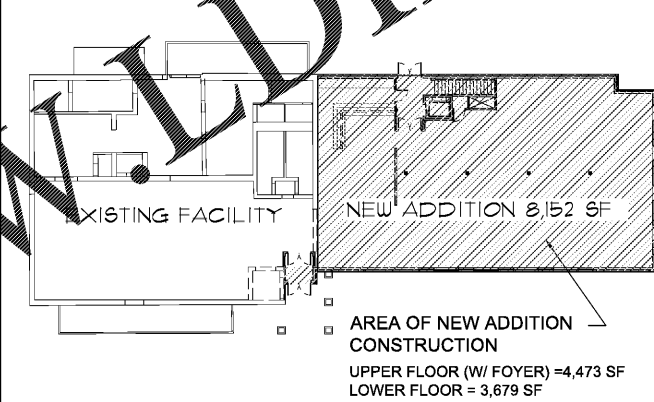 EXISTING FACILITY
NEW ADDITION 8,152 SF
AREA OF NEW ADDITION
CONSTRUCTION
UPPER FLOOR (W/ FOYER) =4,473 SF
LOWER FLOOR = 3,679 SF